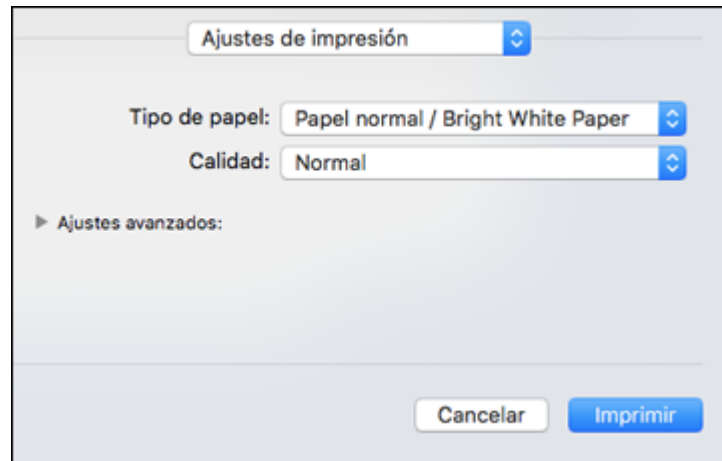 Ajustes de impresión
Tipo de papel: Papel normal / Bright White Paper
Calidad: Normal
Ajustes avanzados:
Cancelar Imprimir